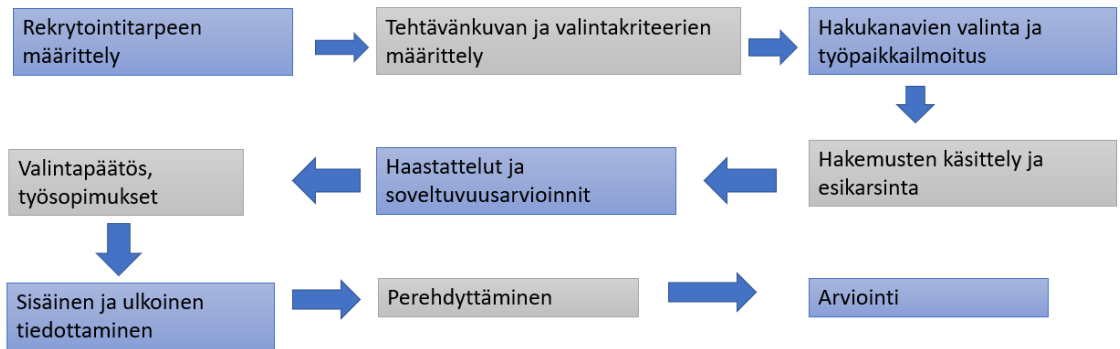 Rekrytointitarpeen
määrittely
Tehtävänkuvan ja valintakriteerien
määrittely
Hakukanavien valinta ja
työpaikkailmoitus
Hakemusten käsittely ja
esikarsinta
Haastattelut ja
soveltuvuusarvioinnit
Valintapäätös,
työsopimukset
Sisäinen ja ulkoinen
tiedottaminen
Perehdyttäminen
Arviointi